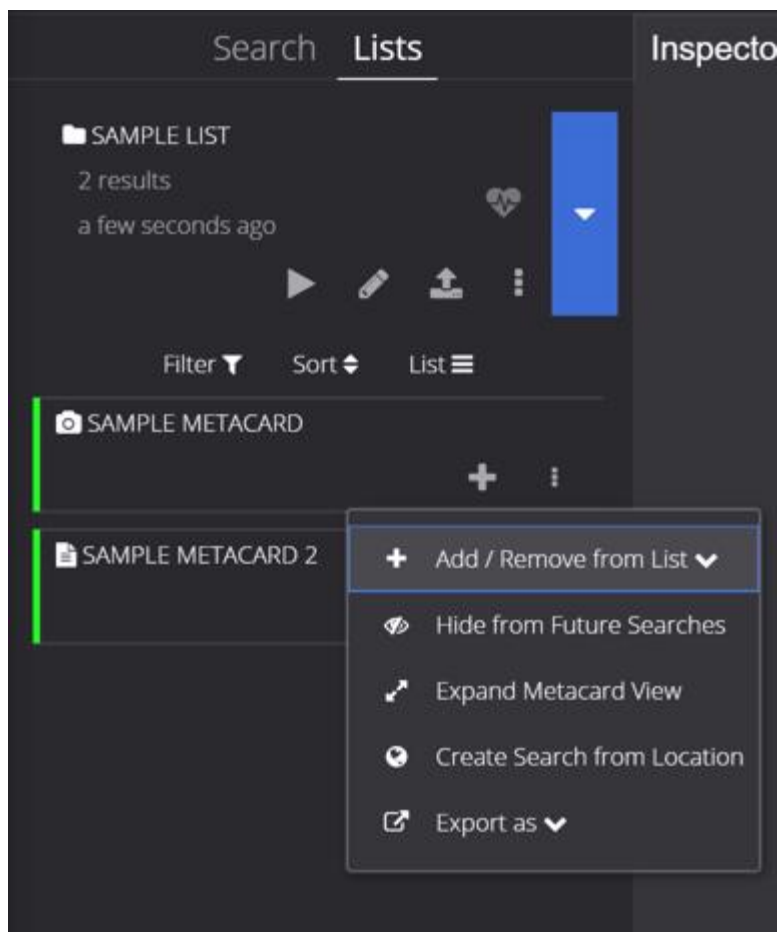 Search Lists
Inspecto
SAMPLE LIST
2 results
a few seconds ago
Filter Sort List
SAMPLE METACARD
SAMPLE METACARD 2
Add / Remove from List
Hide from Future Searches
Expand Metacard View
Create Search from Location
Export as